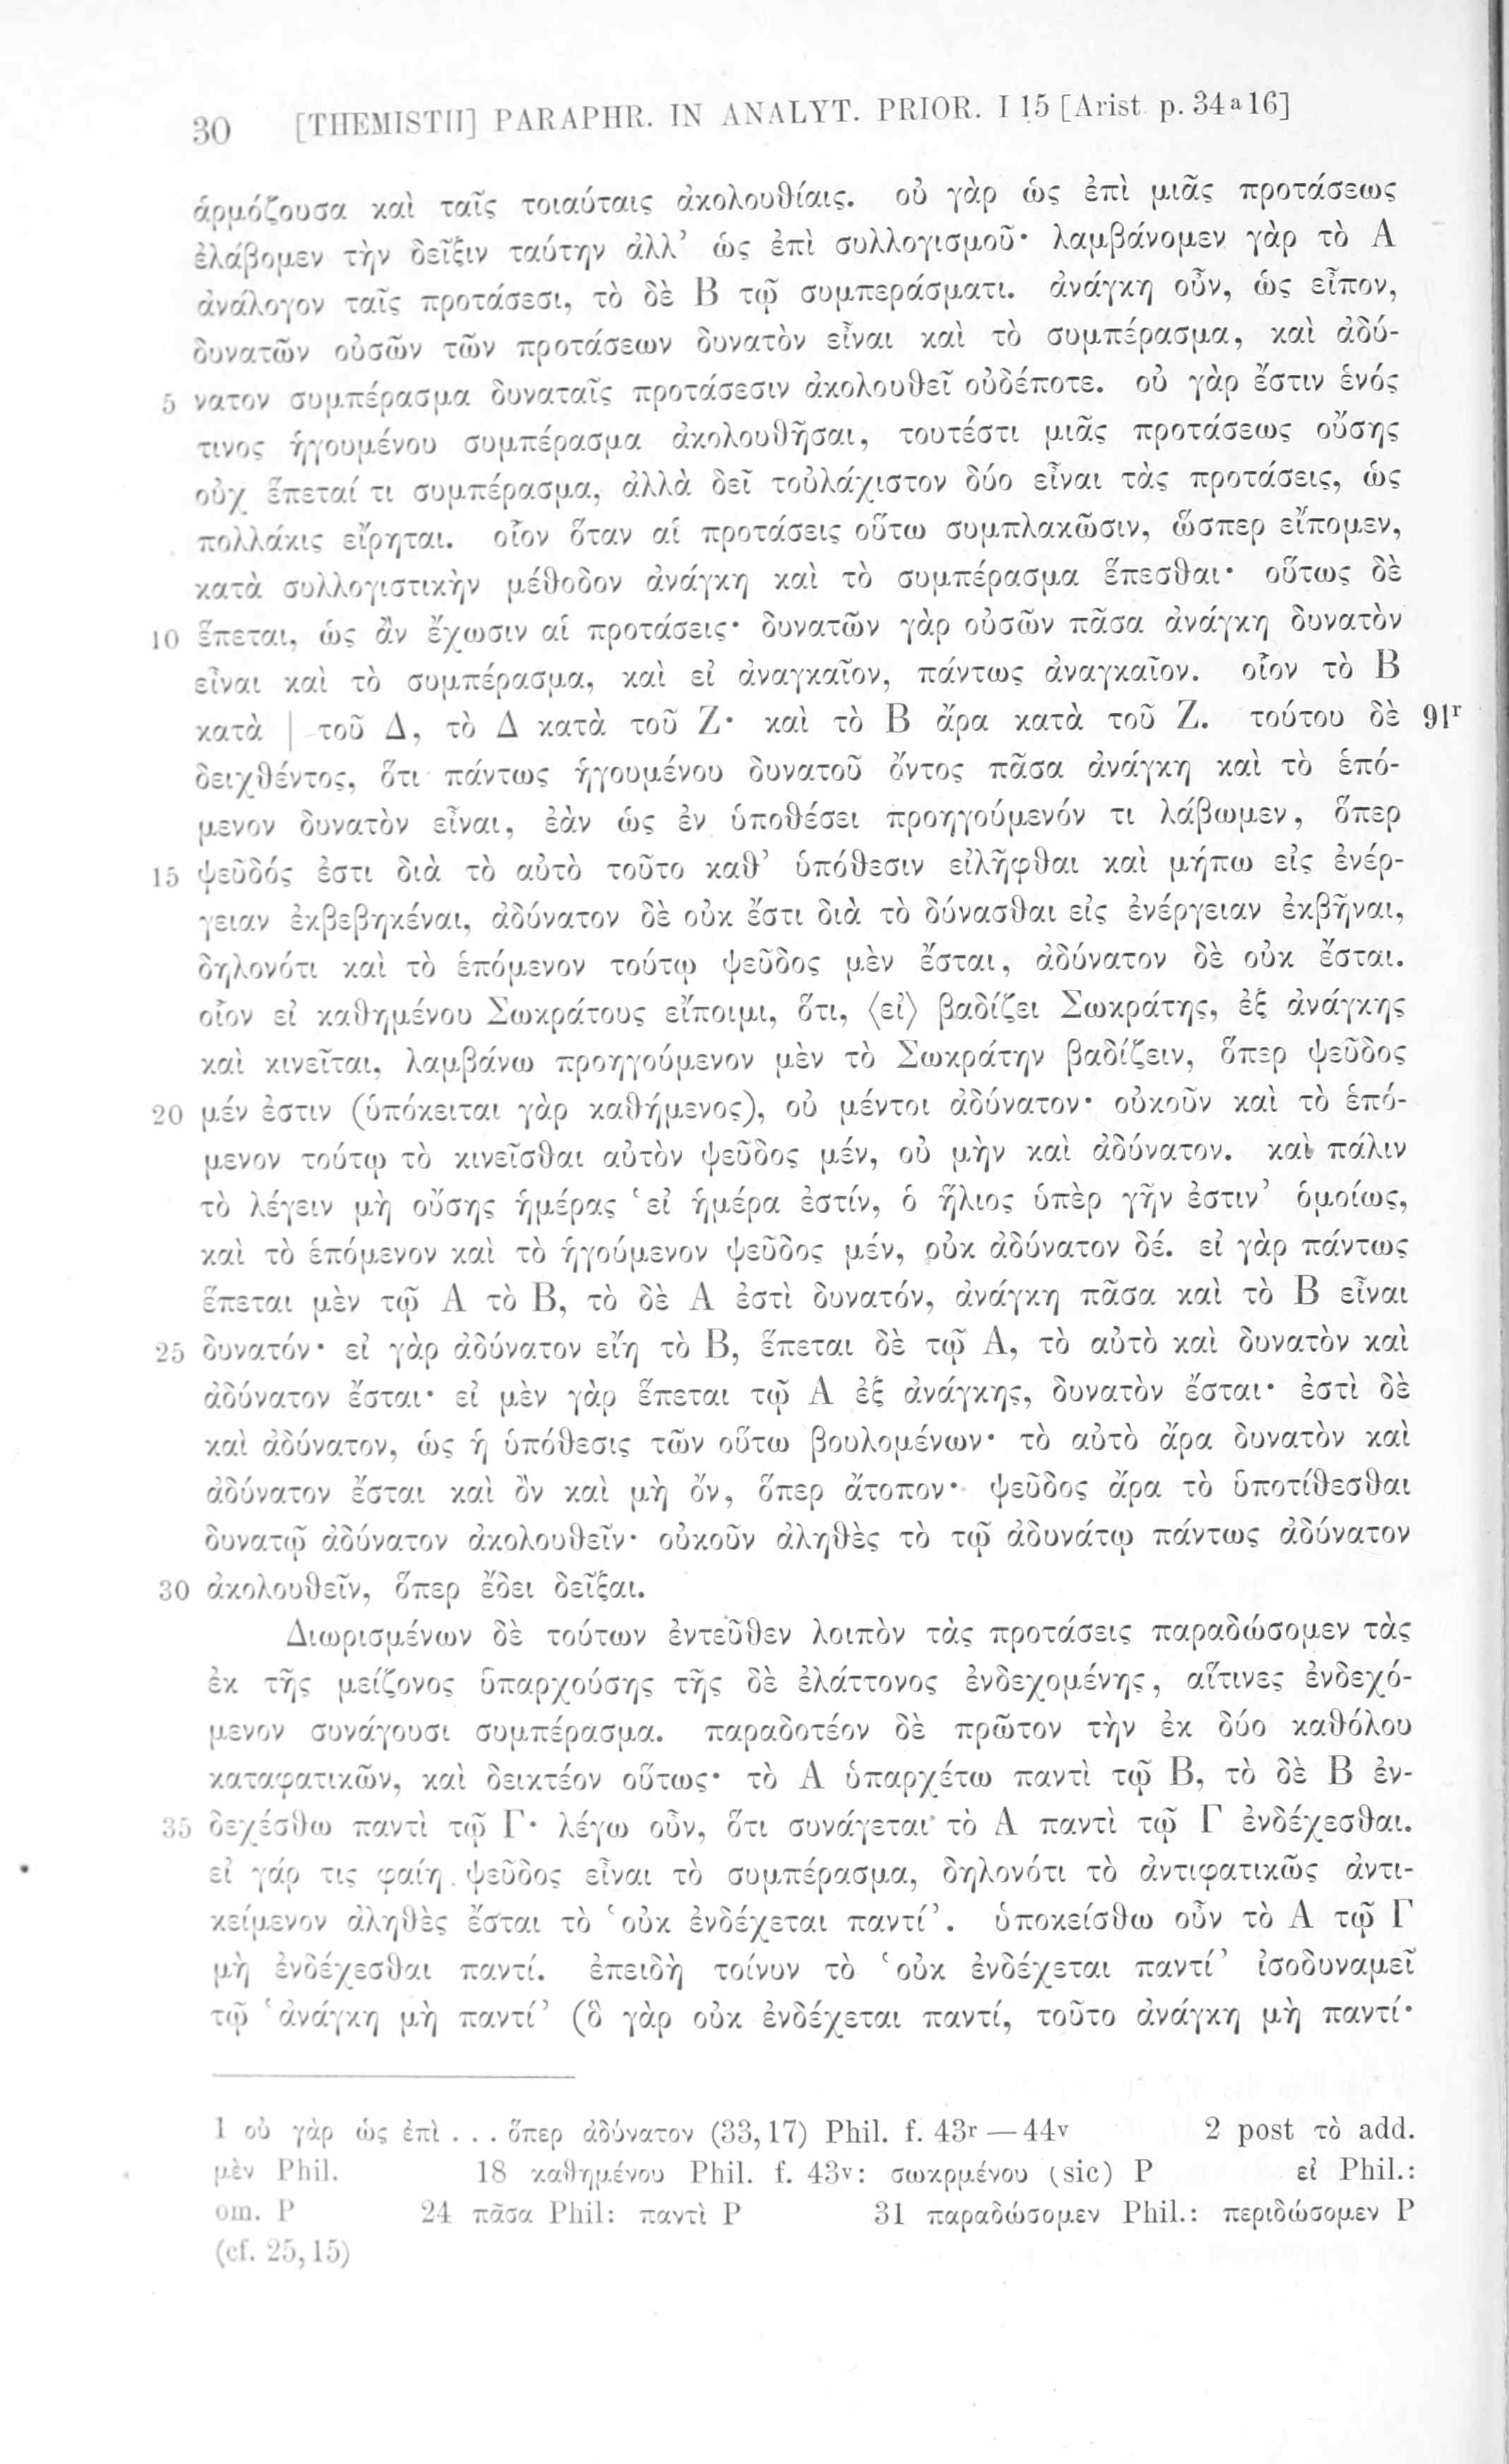 30 [THEMISTII] PARAPHR. IN ANALYT. PRIOR. I 15 [Arist. p. 34ᵃ16]
ἁρμόζουσα καὶ ταῖς τοιαύταις ἀκολουθίαις. οὐ γὰρ ὡς ἐπὶ μιᾶς προτάσεως
ἐλάβομεν τὴν δεῖξιν ταύτην ἀλλ’ ὡς ἐπὶ συλλογισμοῦ· λαμβάνομεν γὰρ τὸ Α
ἀνάλογον ταῖς προτάσεσι, τὸ δὲ Β τῷ συμπεράσματι. ἀνάγκη οὖν, ὡς εἶπον,
δυνατῶν οὐσῶν τῶν προτάσεων δυνατὸν εἶναι καὶ τὸ συμπέρασμα, καὶ ἀδύ-
5 νατον συμπέρασμα δυναταῖς προτάσεσιν ἀκολουθεῖ οὐδέποτε. οὐ γὰρ ἔστιν ἑνός
τινος ἡγουμένου συμπέρασμα ἀκολουθῆσαι, τουτέστι μιᾶς προτάσεως οὔσης
οὐχ ἕπεταί τι συμπέρασμα, ἀλλὰ δεῖ τοὐλάχιστον δύο εἶναι τὰς προτάσεις, ὡς
πολλάκις εἴρηται. οἷον ὅταν αἱ προτάσεις οὕτω συμπλακῶσιν, ὥσπερ εἴπομεν,
κατὰ συλλογιστικὴν μέθοδον ἀνάγκη καὶ τὸ συμπέρασμα ἕπεσθαι· οὕτως δὲ
10 ἕπεται, ὡς ἂν ἔχωσιν αἱ προτάσεις· δυνατῶν γὰρ οὐσῶν πᾶσα ἀνάγκη δυνατὸν
εἶναι καὶ τὸ συμπέρασμα, καὶ εἰ ἀναγκαῖον, πάντως ἀναγκαῖον. οἷον τὸ Β
κατὰ | τοῦ Δ, τὸ Δ κατὰ τοῦ Ζ· καὶ τὸ Β ἄρα κατὰ τοῦ Ζ. τούτου δὲ 91ʳ
δειχθέντος, ὅτι πάντως ἡγουμένου δυνατοῦ ὄντος πᾶσα ἀνάγκη καὶ τὸ ἑπό-
μενον δυνατὸν εἶναι, ἐὰν ὡς ἐν ὑποθέσει προηγούμενόν τι λάβωμεν, ὅπερ
15 ψεῦδός ἐστι διὰ τὸ αὐτὸ τοῦτο καθ’ ὑπόθεσιν εἰλῆφθαι καὶ μήπω εἰς ἐνέρ-
γειαν ἐκβεβηκέναι, ἀδύνατον δὲ οὐκ ἔστι διὰ τὸ δύνασθαι εἰς ἐνέργειαν ἐκβῆναι,
δηλονότι καὶ τὸ ἑπόμενον τούτῳ ψεῦδος μὲν ἔσται, ἀδύνατον δὲ οὐκ ἔσται.
οἷον εἰ καθημένου Σωκράτους εἴποιμι, ὅτι, ⟨εἰ⟩ βαδίζει Σωκράτης, ἐξ ἀνάγκης
καὶ κινεῖται, λαμβάνω προηγούμενον μὲν τὸ Σωκράτην βαδίζειν, ὅπερ ψεῦδος
20 μέν ἐστιν (ὑπόκειται γὰρ καθήμενος), οὐ μέντοι ἀδύνατον· οὐκοῦν καὶ τὸ ἑπό-
μενον τούτῳ τὸ κινεῖσθαι αὐτὸν ψεῦδος μέν, οὐ μὴν καὶ ἀδύνατον. καὶ πάλιν
τὸ λέγειν μὴ οὔσης ἡμέρας ‘εἰ ἡμέρα ἐστίν, ὁ ἥλιος ὑπὲρ γῆν ἐστιν’ ὁμοίως,
καὶ τὸ ἑπόμενον καὶ τὸ ἡγούμενον ψεῦδος μέν, οὐκ ἀδύνατον δέ. εἰ γὰρ πάντως
ἕπεται μὲν τῷ Α τὸ Β, τὸ δὲ Α ἐστὶ δυνατόν, ἀνάγκη πᾶσα καὶ τὸ Β εἶναι
25 δυνατόν· εἰ γὰρ ἀδύνατον εἴη τὸ Β, ἕπεται δὲ τῷ Α, τὸ αὐτὸ καὶ δυνατὸν καὶ
ἀδύνατον ἔσται· εἰ μὲν γὰρ ἕπεται τῷ Α ἐξ ἀνάγκης, δυνατὸν ἔσται· ἐστὶ δὲ
καὶ ἀδύνατον, ὡς ἡ ὑπόθεσις τῶν οὕτω βουλομένων· τὸ αὐτὸ ἄρα δυνατὸν καὶ
ἀδύνατον ἔσται καὶ ὂν καὶ μὴ ὄν, ὅπερ ἄτοπον· ψεῦδος ἄρα τὸ ὑποτίθεσθαι
δυνατῷ ἀδύνατον ἀκολουθεῖν· οὐκοῦν ἀληθὲς τὸ τῷ ἀδυνάτῳ πάντως ἀδύνατον
30 ἀκολουθεῖν, ὅπερ ἔδει δεῖξαι.
Διωρισμένων δὲ τούτων ἐντεῦθεν λοιπὸν τὰς προτάσεις παραδώσομεν τὰς
ἐκ τῆς μείζονος ὑπαρχούσης τῆς δὲ ἐλάττονος ἐνδεχομένης, αἵτινες ἐνδεχό-
μενον συνάγουσι συμπέρασμα. παραδοτέον δὲ πρῶτον τὴν ἐκ δύο καθόλου
καταφατικῶν, καὶ δεικτέον οὕτως· τὸ Α ὑπαρχέτω παντὶ τῷ Β, τὸ δὲ Β ἐν-
35 δεχέσθω παντὶ τῷ Γ· λέγω οὖν, ὅτι συνάγεται τὸ Α παντὶ τῷ Γ ἐνδέχεσθαι.
εἰ γάρ τις φαίη ψεῦδος εἶναι τὸ συμπέρασμα, δηλονότι τὸ ἀντιφατικῶς ἀντι-
κείμενον ἀληθὲς ἔσται τὸ ‘οὐκ ἐνδέχεται παντί’. ὑποκείσθω οὖν τὸ Α τῷ Γ
μὴ ἐνδέχεσθαι παντί. ἐπειδὴ τοίνυν τὸ ‘οὐκ ἐνδέχεται παντί’ ἰσοδυναμεῖ
τῷ ‘ἀνάγκη μὴ παντί’ (ὃ γὰρ οὐκ ἐνδέχεται παντί, τοῦτο ἀνάγκη μὴ παντί·
1 οὐ γὰρ ὡς ἐπὶ . . . ὅπερ ἀδύνατον (33,17) Phil. f. 43r — 44v 2 post τὸ add.
μὲν Phil. 18 καθημένου Phil. f. 43v: σωκρμένου (sic) P εἰ Phil.:
om. P 24 πᾶσα Phil: παντὶ P 31 παραδώσομεν Phil.: περιδώσομεν P
(cf. 25,15)